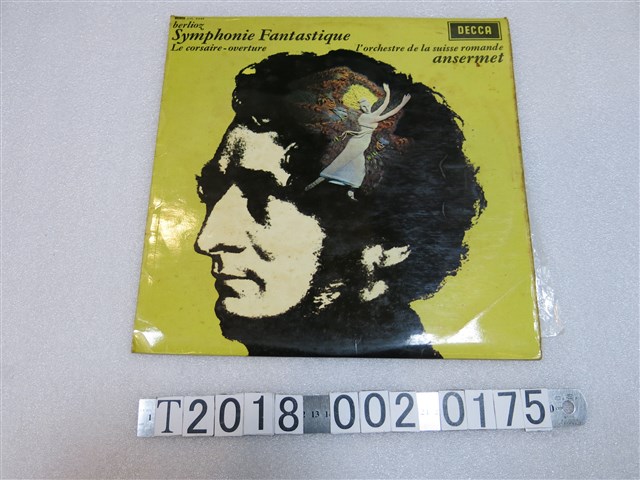 berlioz
Symphonie Fantastique
Le corsaire-overture
DECCA
l'orchestre de la suisse romande
ansermet
T2018 002 0175